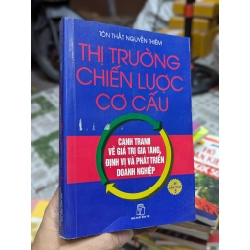 TÔN THẤT NGUYỄN THIÊM
THỊ TRƯỜNG
CHIẾN LƯỢC
CƠ CẤU
CẠNH TRANH
VỀ GIÁ TRỊ GIA TĂNG,
ĐỊNH VỊ VÀ PHÁT TRIỂN
DOANH NGHIỆP